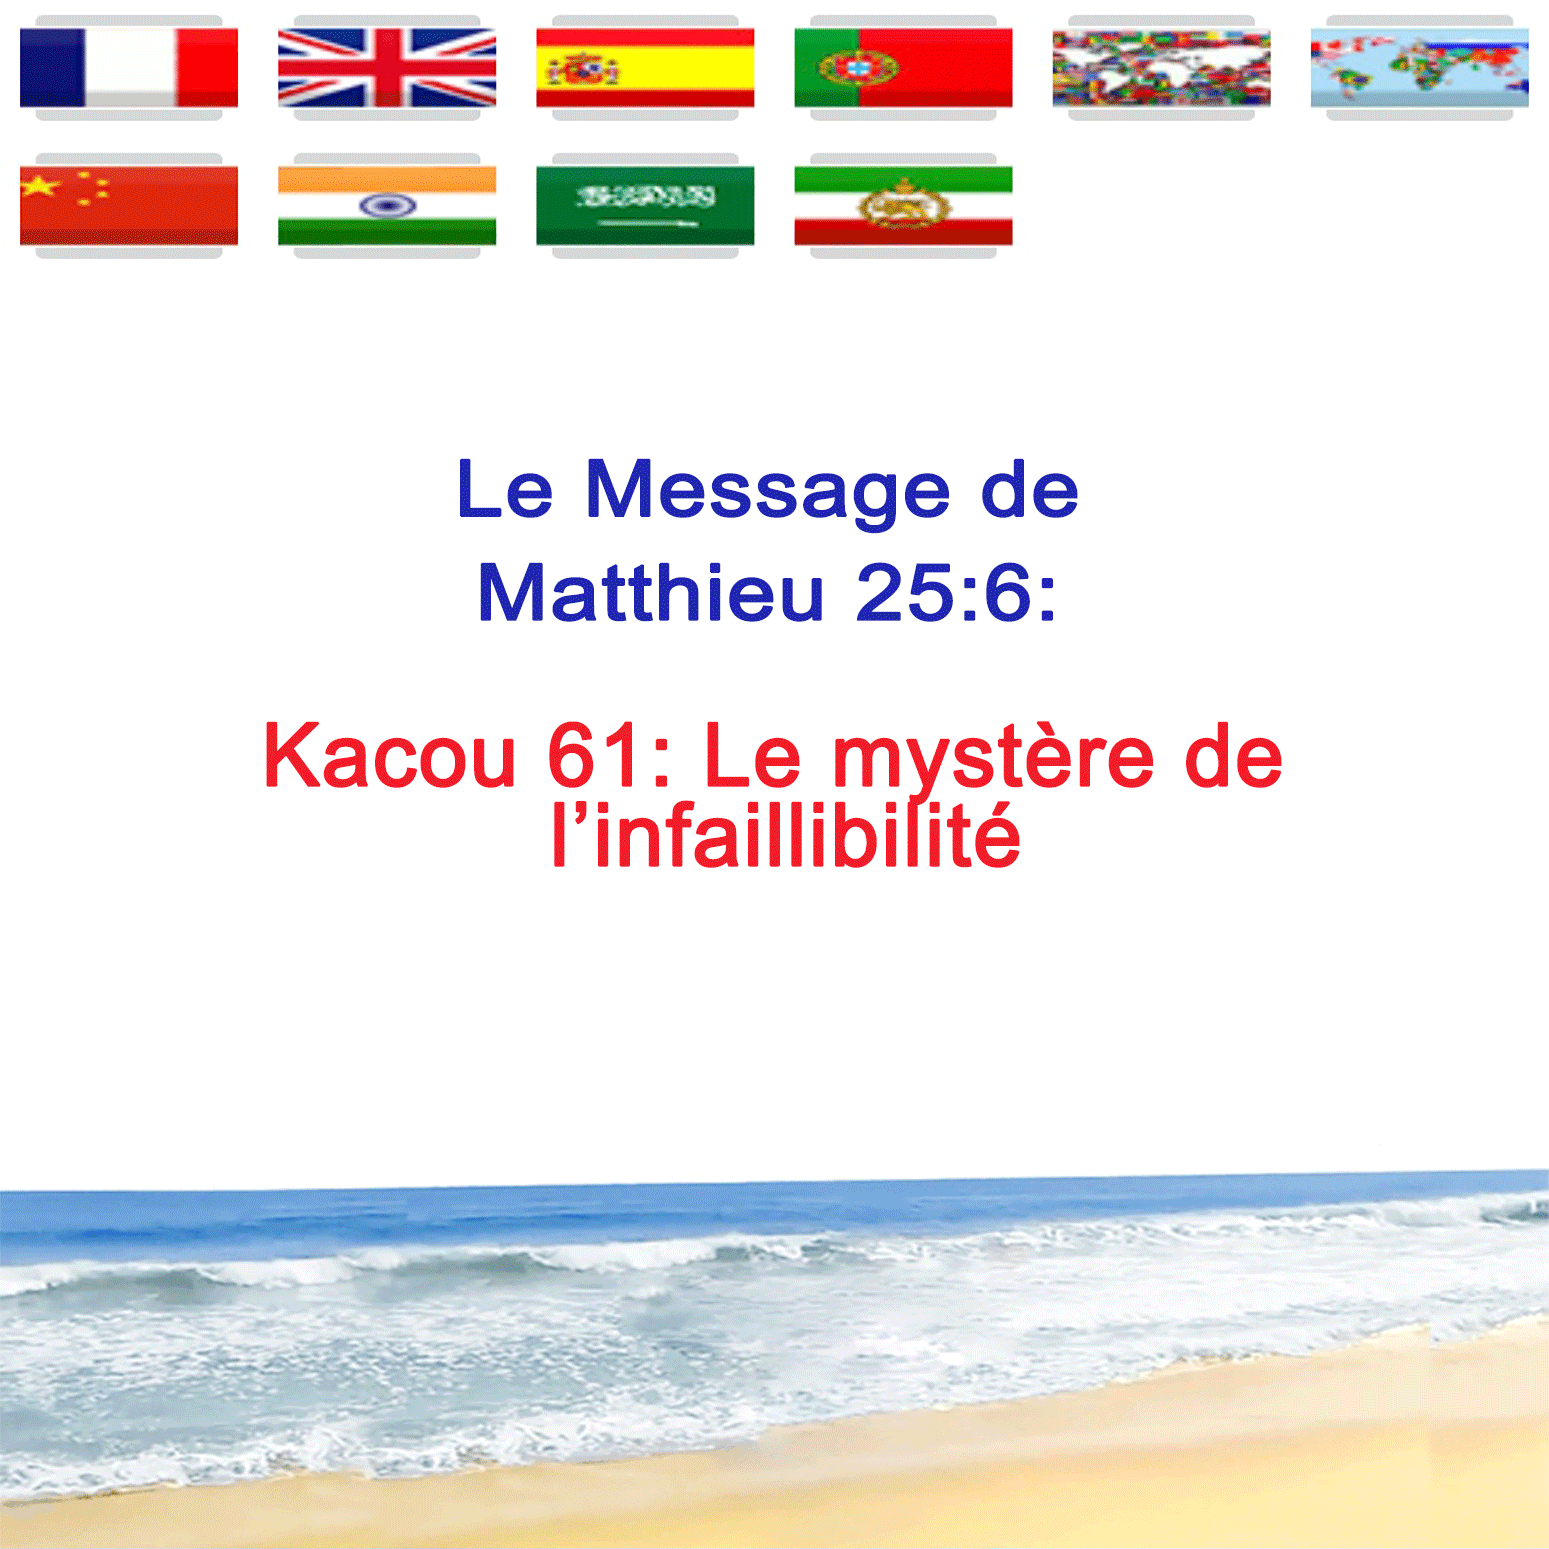 Le Message de
Matthieu 25:6:
Kacou 61: Le mystère de
l’infaillibilité